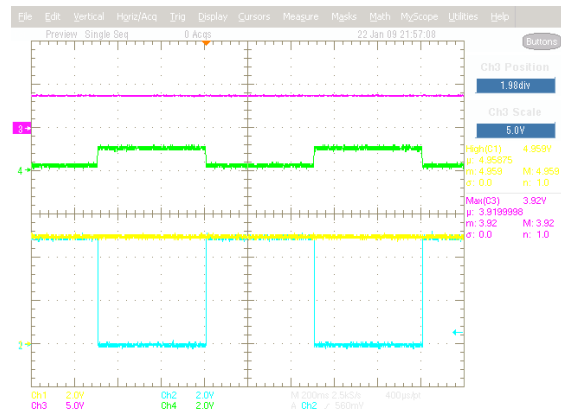 File Edit Vertical Horiz/Acq Trig Display Cursors Measure Masks Math MyScope Utilities Help
Preview Single Seq 0 Acqs 22 Jan 09 21:57:08
Buttons
Ch3 Position
1.98div
Ch3 Scale
5.0V
High(C1) 4.959V
µ: 4.95875
m: 4.959 M: 4.959
σ: 0.0 n: 1.0
Max(C3) 3.92V
µ: 3.9199998
m: 3.92 M: 3.92
σ: 0.0 n: 1.0
3
4
2
Ch1 2.0V Ch2 2.0V M 200ms 2.5kS/s 400µs/pt
Ch3 5.0V Ch4 2.0V A Ch2 / 560mV